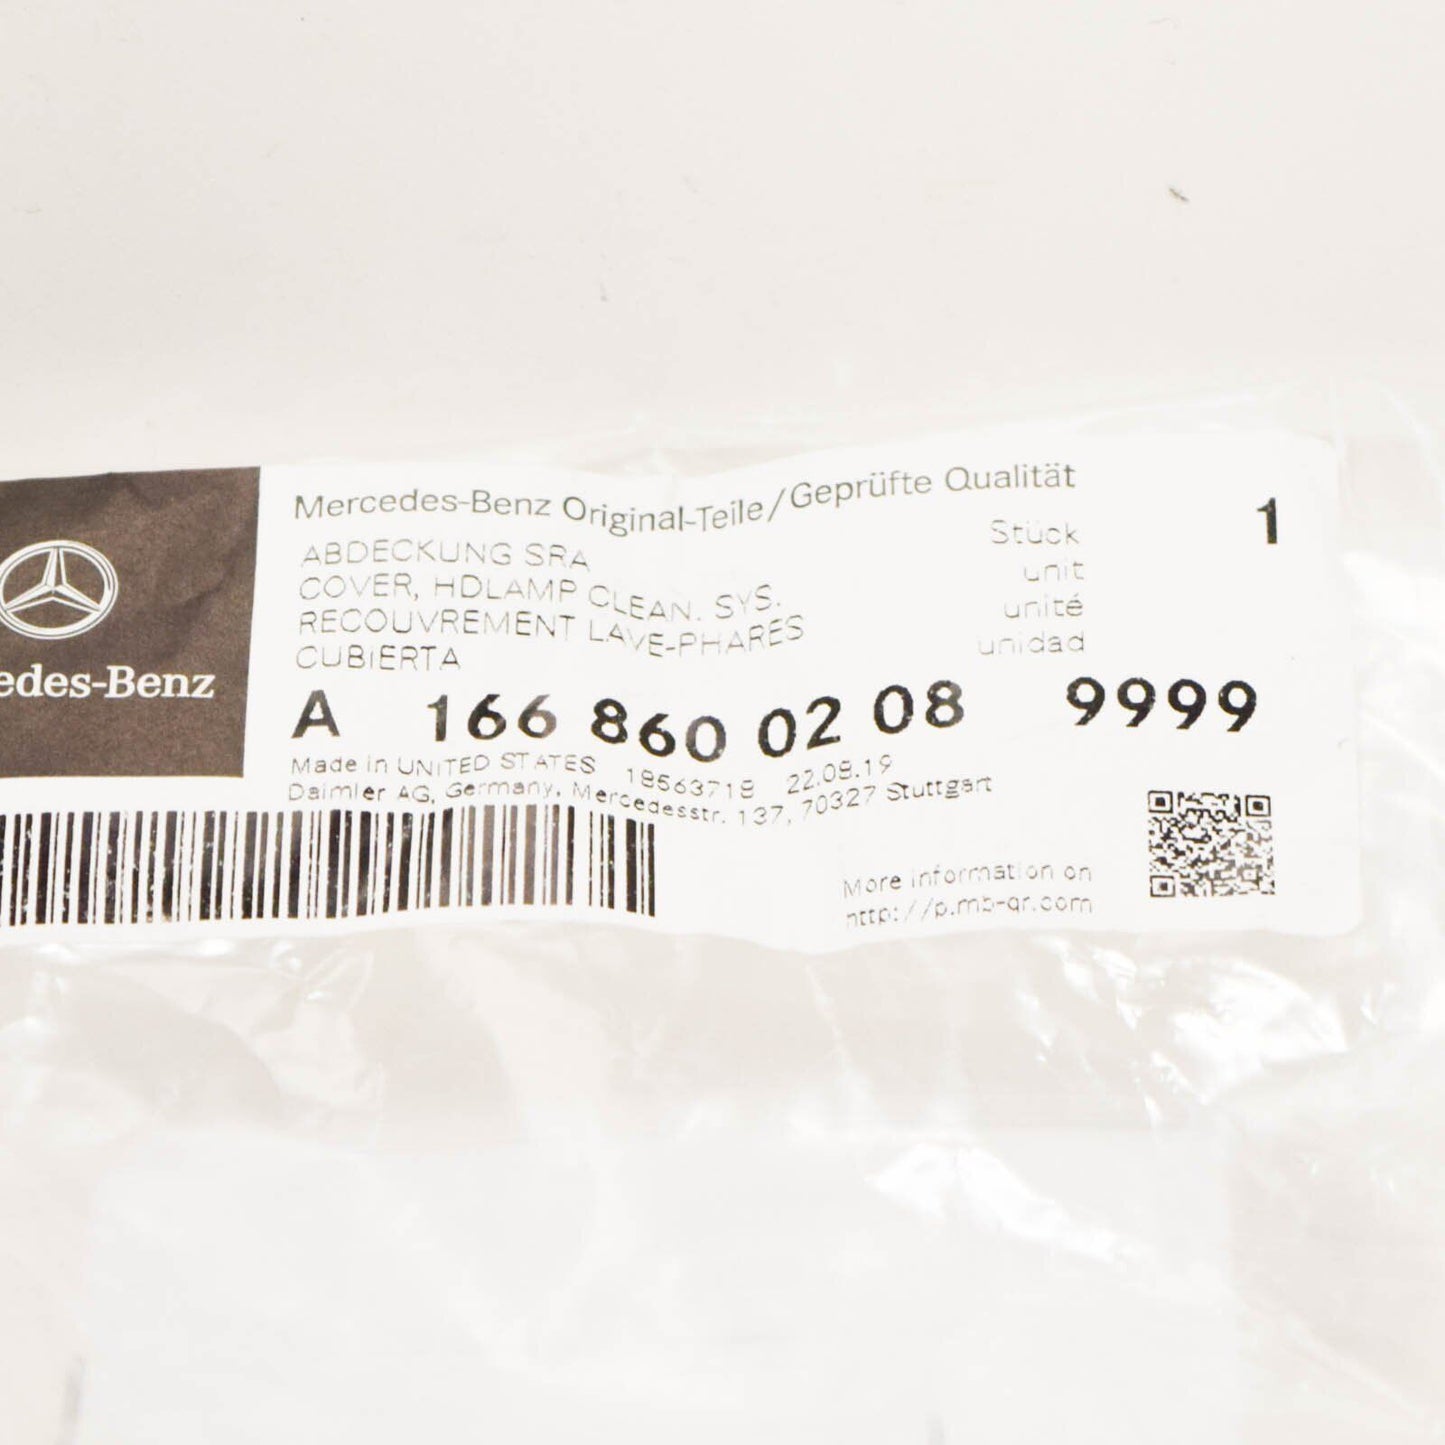 Mercedes-Benz Original-Teile/Geprüfte Qualität
ABDECKUNG SRA
COVER, HDLAMP CLEAN. SYS.
RECOUVREMENT LAVE-PHARES
CUBIERTA
Stück 1
unit
unité
unidad
edes-Benz
A 166 860 02 08 9999
Made in UNITED STATES 18563718 22.08.19
Daimler AG, Germany, Mercedesstr. 137, 70327 Stuttgart
More information on
http://p.mb-qr.com